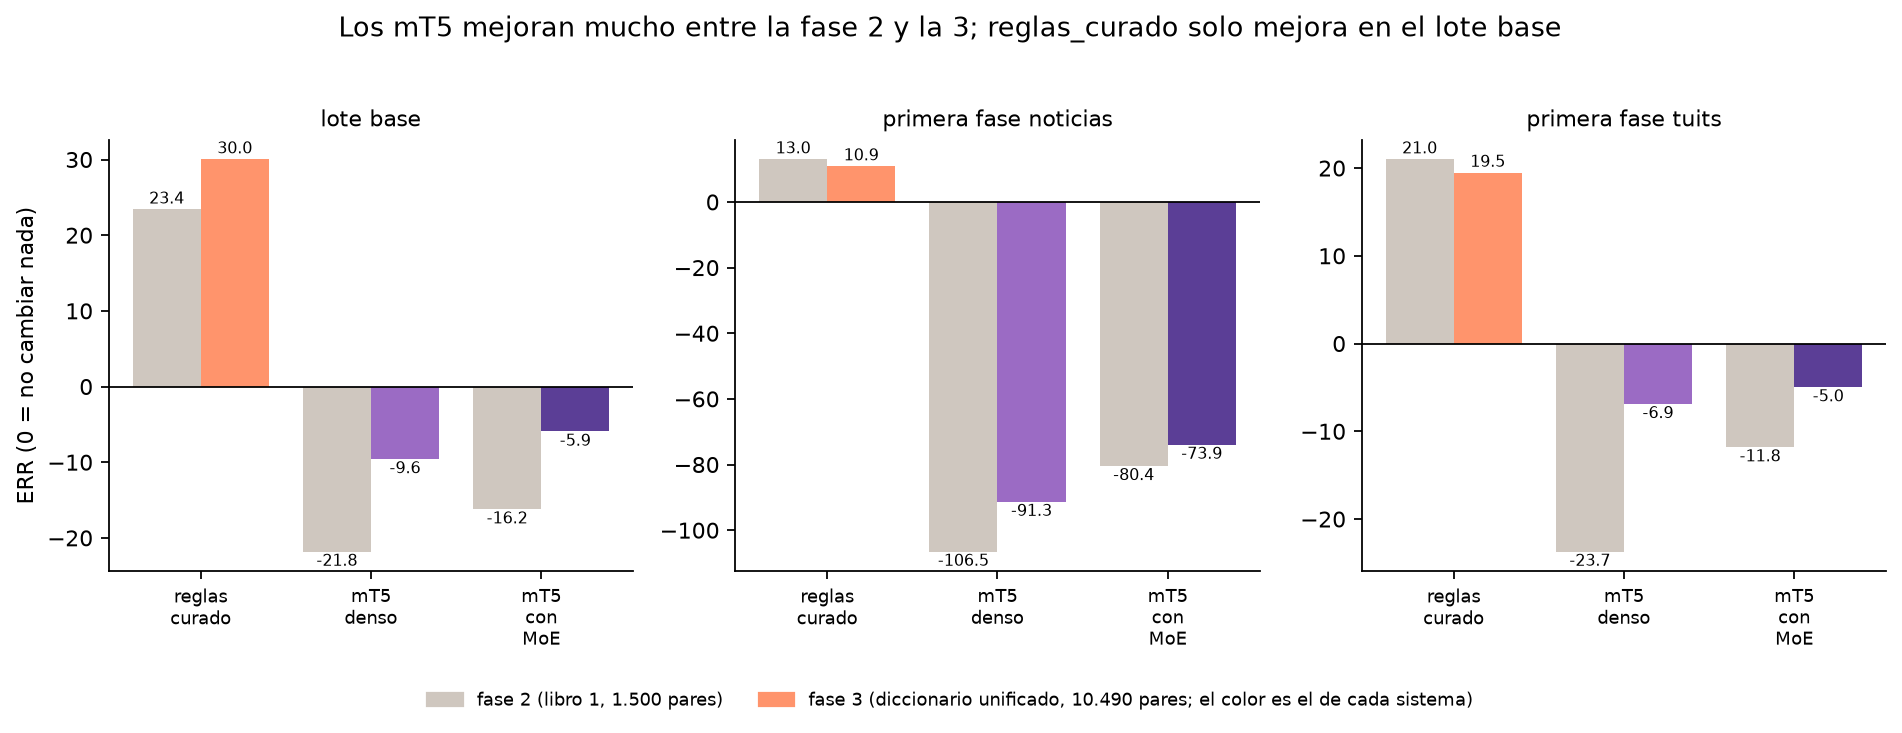 Los mT5 mejoran mucho entre la fase 2 y la 3; reglas_curado solo mejora en el lote base
lote base
ERR (0 = no cambiar nada)
30
20
10
0
−10
−20
23.4
30.0
-21.8
-9.6
-16.2
-5.9
reglas
curado
mT5
denso
mT5
con
MoE
primera fase noticias
0
−20
−40
−60
−80
−100
13.0
10.9
-106.5
-91.3
-80.4
-73.9
reglas
curado
mT5
denso
mT5
con
MoE
primera fase tuits
20
10
0
−10
−20
21.0
19.5
-23.7
-6.9
-11.8
-5.0
reglas
curado
mT5
denso
mT5
con
MoE
fase 2 (libro 1, 1.500 pares)
fase 3 (diccionario unificado, 10.490 pares; el color es el de cada sistema)